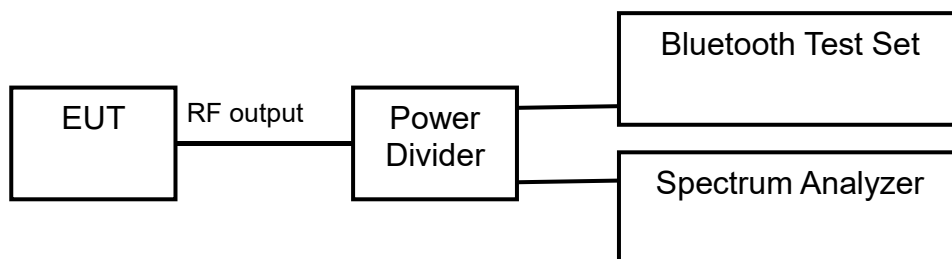 Bluetooth Test Set
EUT
RF output
Power
Divider
Spectrum Analyzer